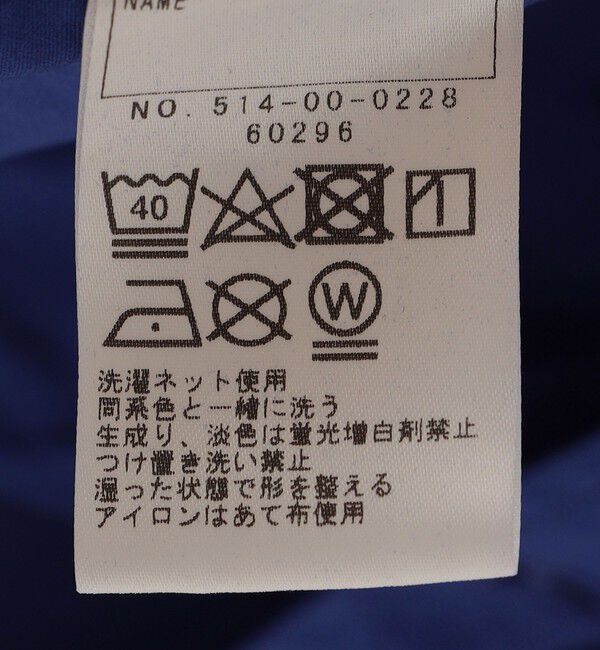 NAME
NO. 514-00-0228
60296
40
W
洗濯ネット使用
同系色と一緒に洗う
生成り、淡色は蛍光増白剤禁止
つけ置き洗い禁止
湿った状態で形を整える
アイロンはあて布使用